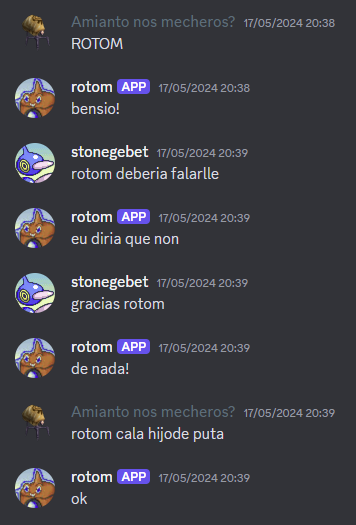 Amianto nos mecheros? 17/05/2024 20:38
ROTOM
rotom APP 17/05/2024 20:38
bensio!
stonegebet 17/05/2024 20:39
rotom deberia falarlle
rotom APP 17/05/2024 20:39
eu diria que non
stonegebet 17/05/2024 20:39
gracias rotom
rotom APP 17/05/2024 20:39
de nada!
Amianto nos mecheros? 17/05/2024 20:39
rotom cala hijode puta
rotom APP 17/05/2024 20:39
ok